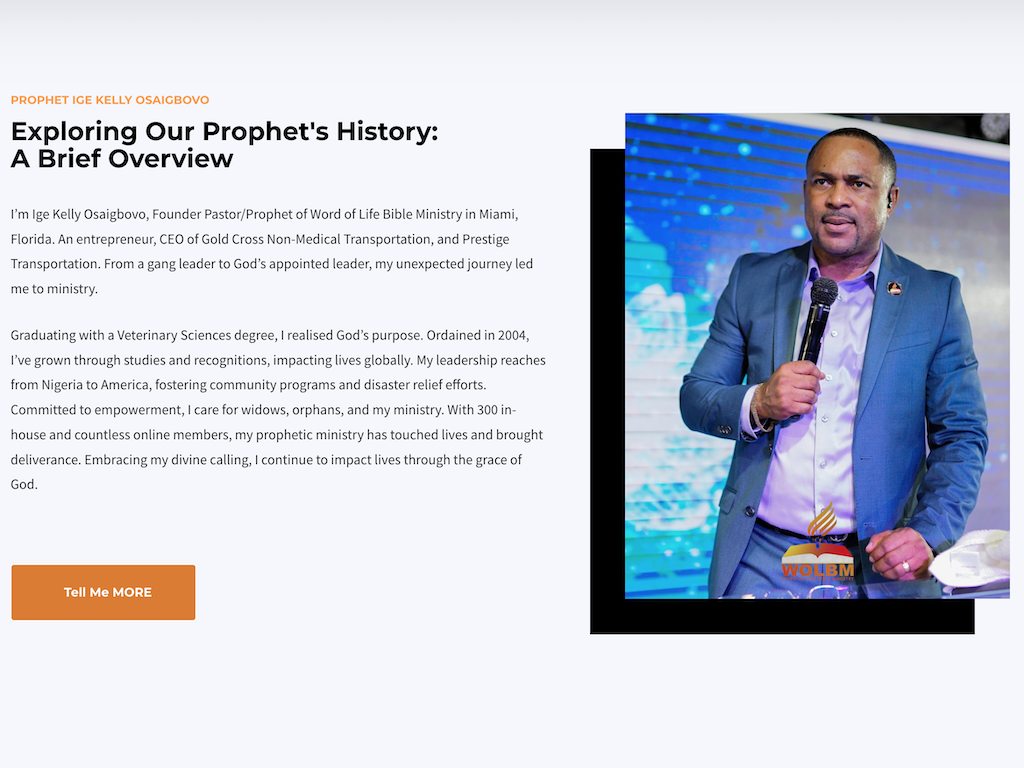 PROPHET IGE KELLY OSAIGBOVO
Exploring Our Prophet's History:
A Brief Overview
I’m Ige Kelly Osaigbovo, Founder Pastor/Prophet of Word of Life Bible Ministry in Miami,
Florida. An entrepreneur, CEO of Gold Cross Non-Medical Transportation, and Prestige
Transportation. From a gang leader to God’s appointed leader, my unexpected journey led
me to ministry.
Graduating with a Veterinary Sciences degree, I realised God’s purpose. Ordained in 2004,
I’ve grown through studies and recognitions, impacting lives globally. My leadership reaches
from Nigeria to America, fostering community programs and disaster relief efforts.
Committed to empowerment, I care for widows, orphans, and my ministry. With 300 in-
house and countless online members, my prophetic ministry has touched lives and brought
deliverance. Embracing my divine calling, I continue to impact lives through the grace of
God.
Tell Me MORE
WOLBM